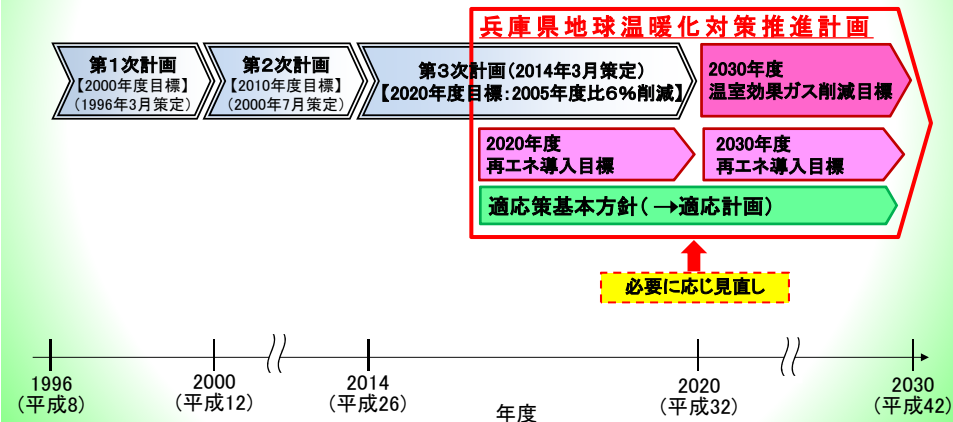 兵庫県地球温暖化対策推進計画
第1次計画
【2000年度目標】
（1996年3月策定）
第2次計画
【2010年度目標】
（2000年7月策定）
第3次計画（2014年3月策定）
【2020年度目標：2005年度比6％削減】
2030年度
温室効果ガス削減目標
2020年度
再エネ導入目標
2030年度
再エネ導入目標
適応策基本方針（→適応計画）
必要に応じ見直し
1996
（平成8）
2000
（平成12）
2014
（平成26）
年度
2020
（平成32）
2030
（平成42）